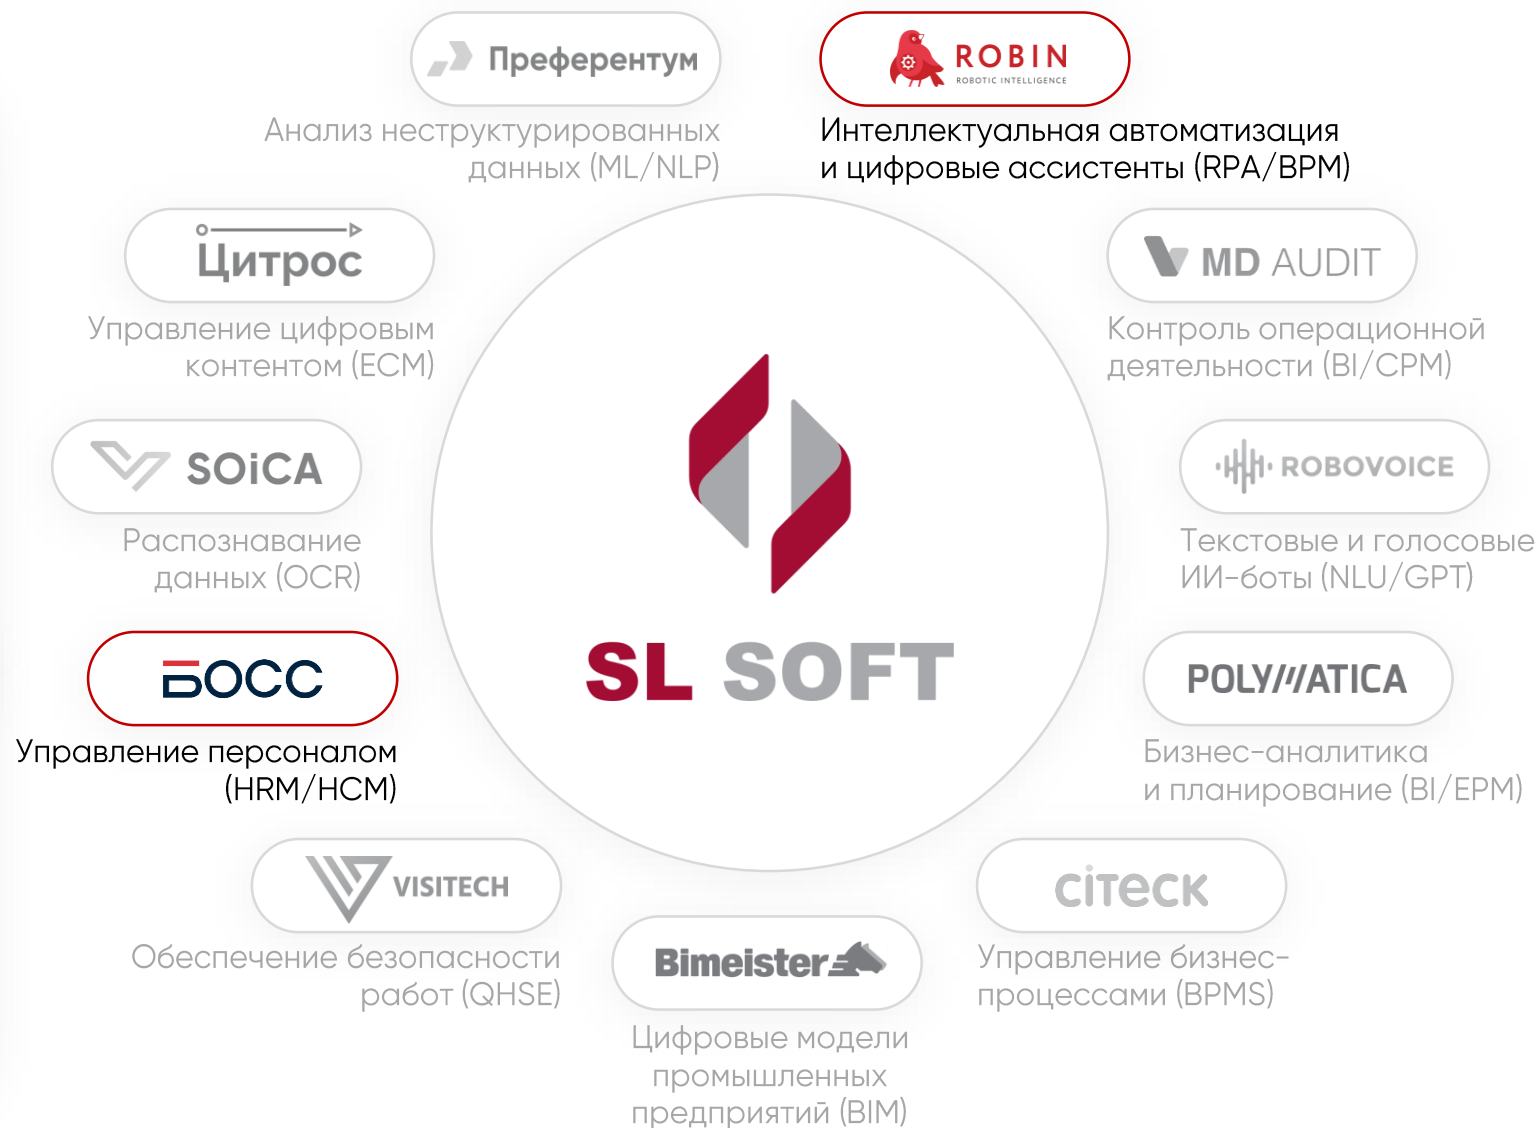 Преферентум
Анализ неструктурированных
данных (ML/NLP)
ROBIN
ROBOTIC INTELLIGENCE
Интеллектуальная автоматизация
и цифровые ассистенты (RPA/BPM)
Цитрос
Управление цифровым
контентом (ECM)
MD AUDIT
Контроль операционной
деятельности (BI/CPM)
SOiCA
Распознавание
данных (OCR)
ROBOVOICE
Текстовые и голосовые
ИИ-боты (NLU/GPT)
SL SOFT
БОСС
Управление персоналом
(HRM/HCM)
POLYMATICA
Бизнес-аналитика
и планирование (BI/EPM)
VISITECH
Обеспечение безопасности
работ (QHSE)
Bimeister
Цифровые модели
промышленных
предприятий (BIM)
citeck
Управление бизнес-
процессами (BPMS)